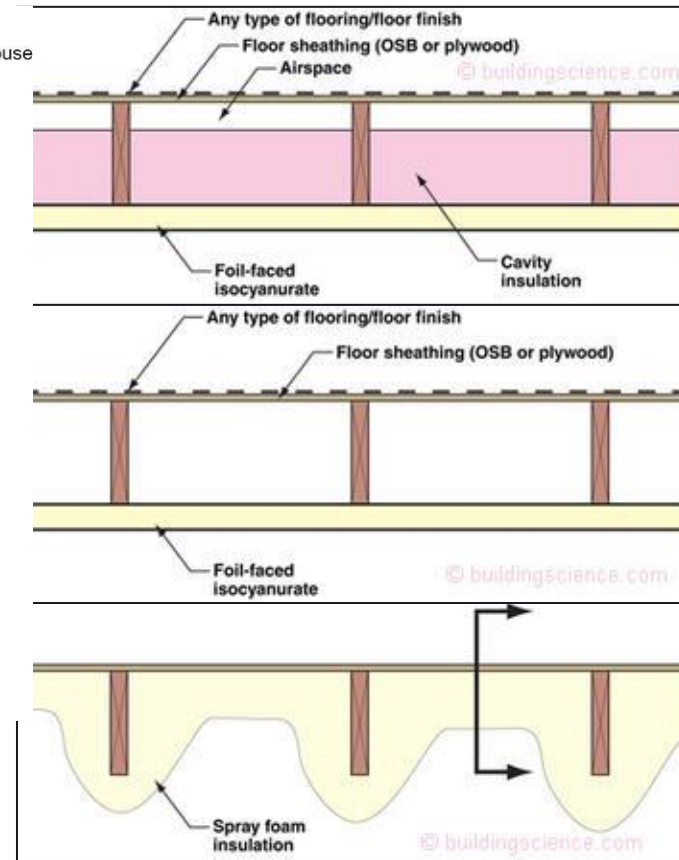 Any type of flooring/floor finish
Floor sheathing (OSB or plywood)
Airspace
© buildingscience.com
Foil-faced
isocyanurate
Cavity
insulation
Any type of flooring/floor finish
Floor sheathing (OSB or plywood)
Foil-faced
isocyanurate
© buildingscience.com
Spray foam
insulation
© buildingscience.com